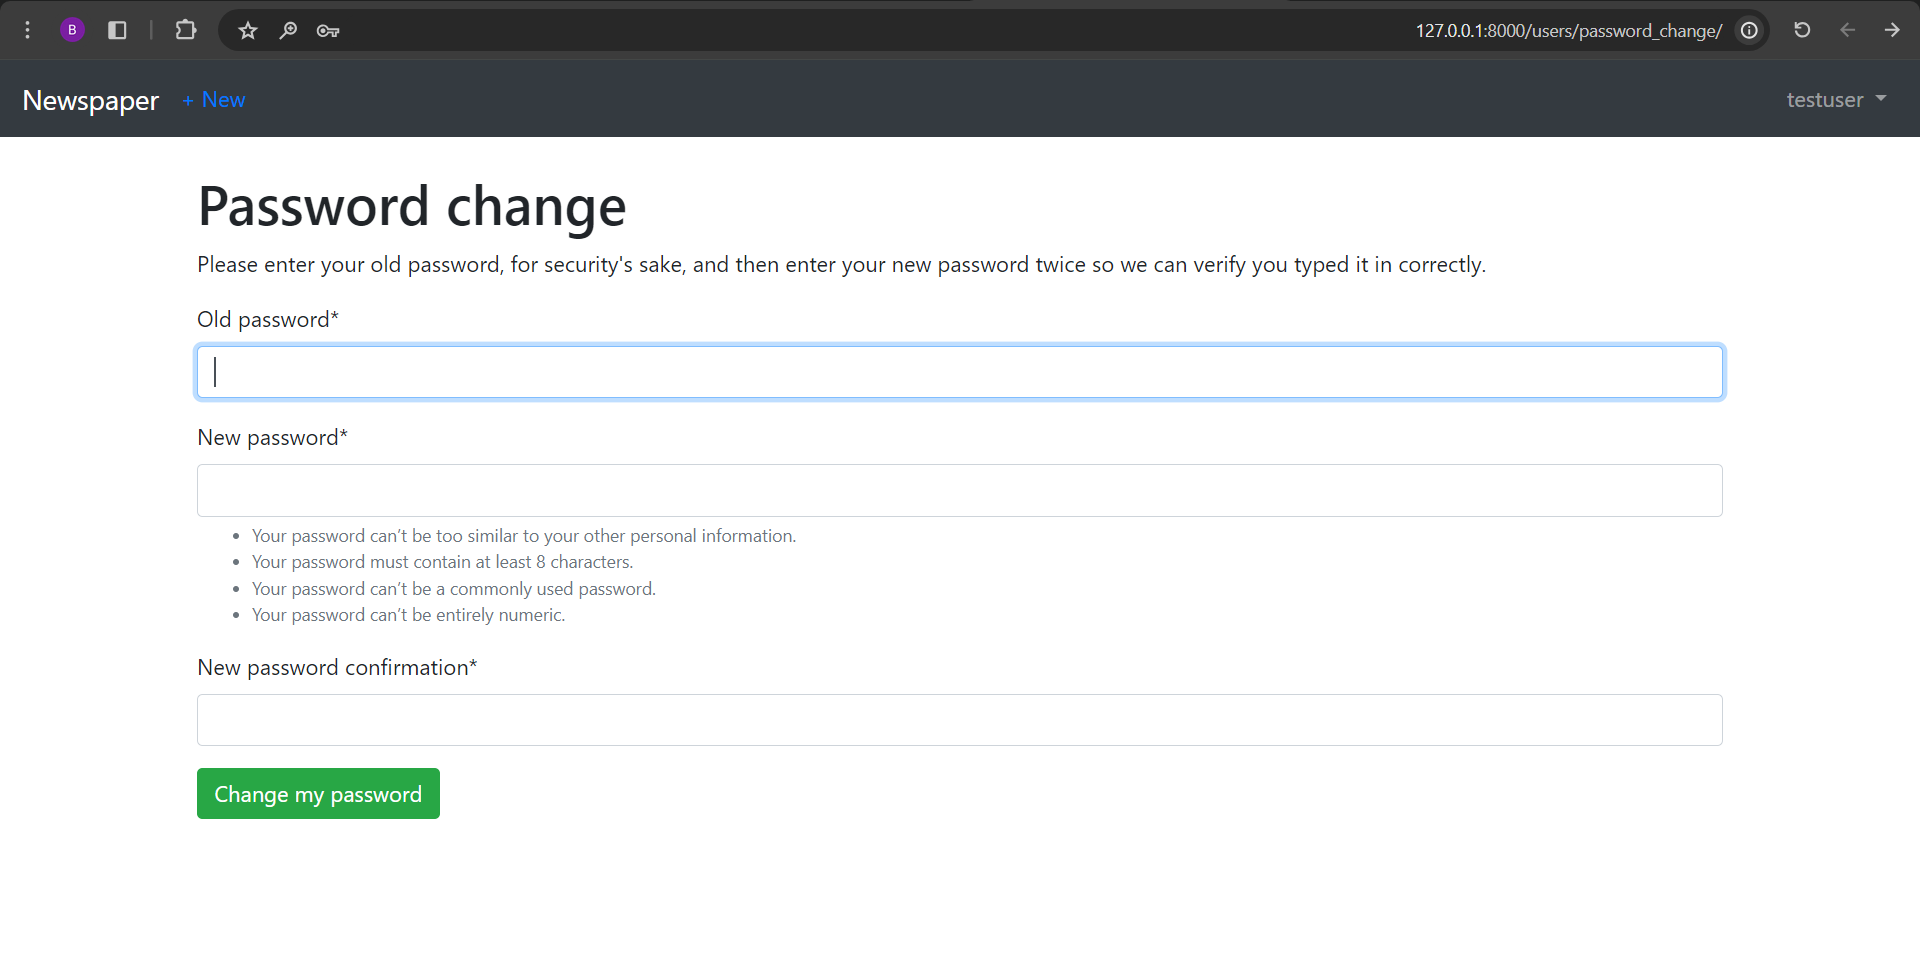 B
127.0.0.1:8000/users/password_change/
Newspaper + New testuser
Password change
Please enter your old password, for security's sake, and then enter your new password twice so we can verify you typed it in correctly.
Old password*
New password*
Your password can’t be too similar to your other personal information.
Your password must contain at least 8 characters.
Your password can’t be a commonly used password.
Your password can’t be entirely numeric.
New password confirmation*
Change my password